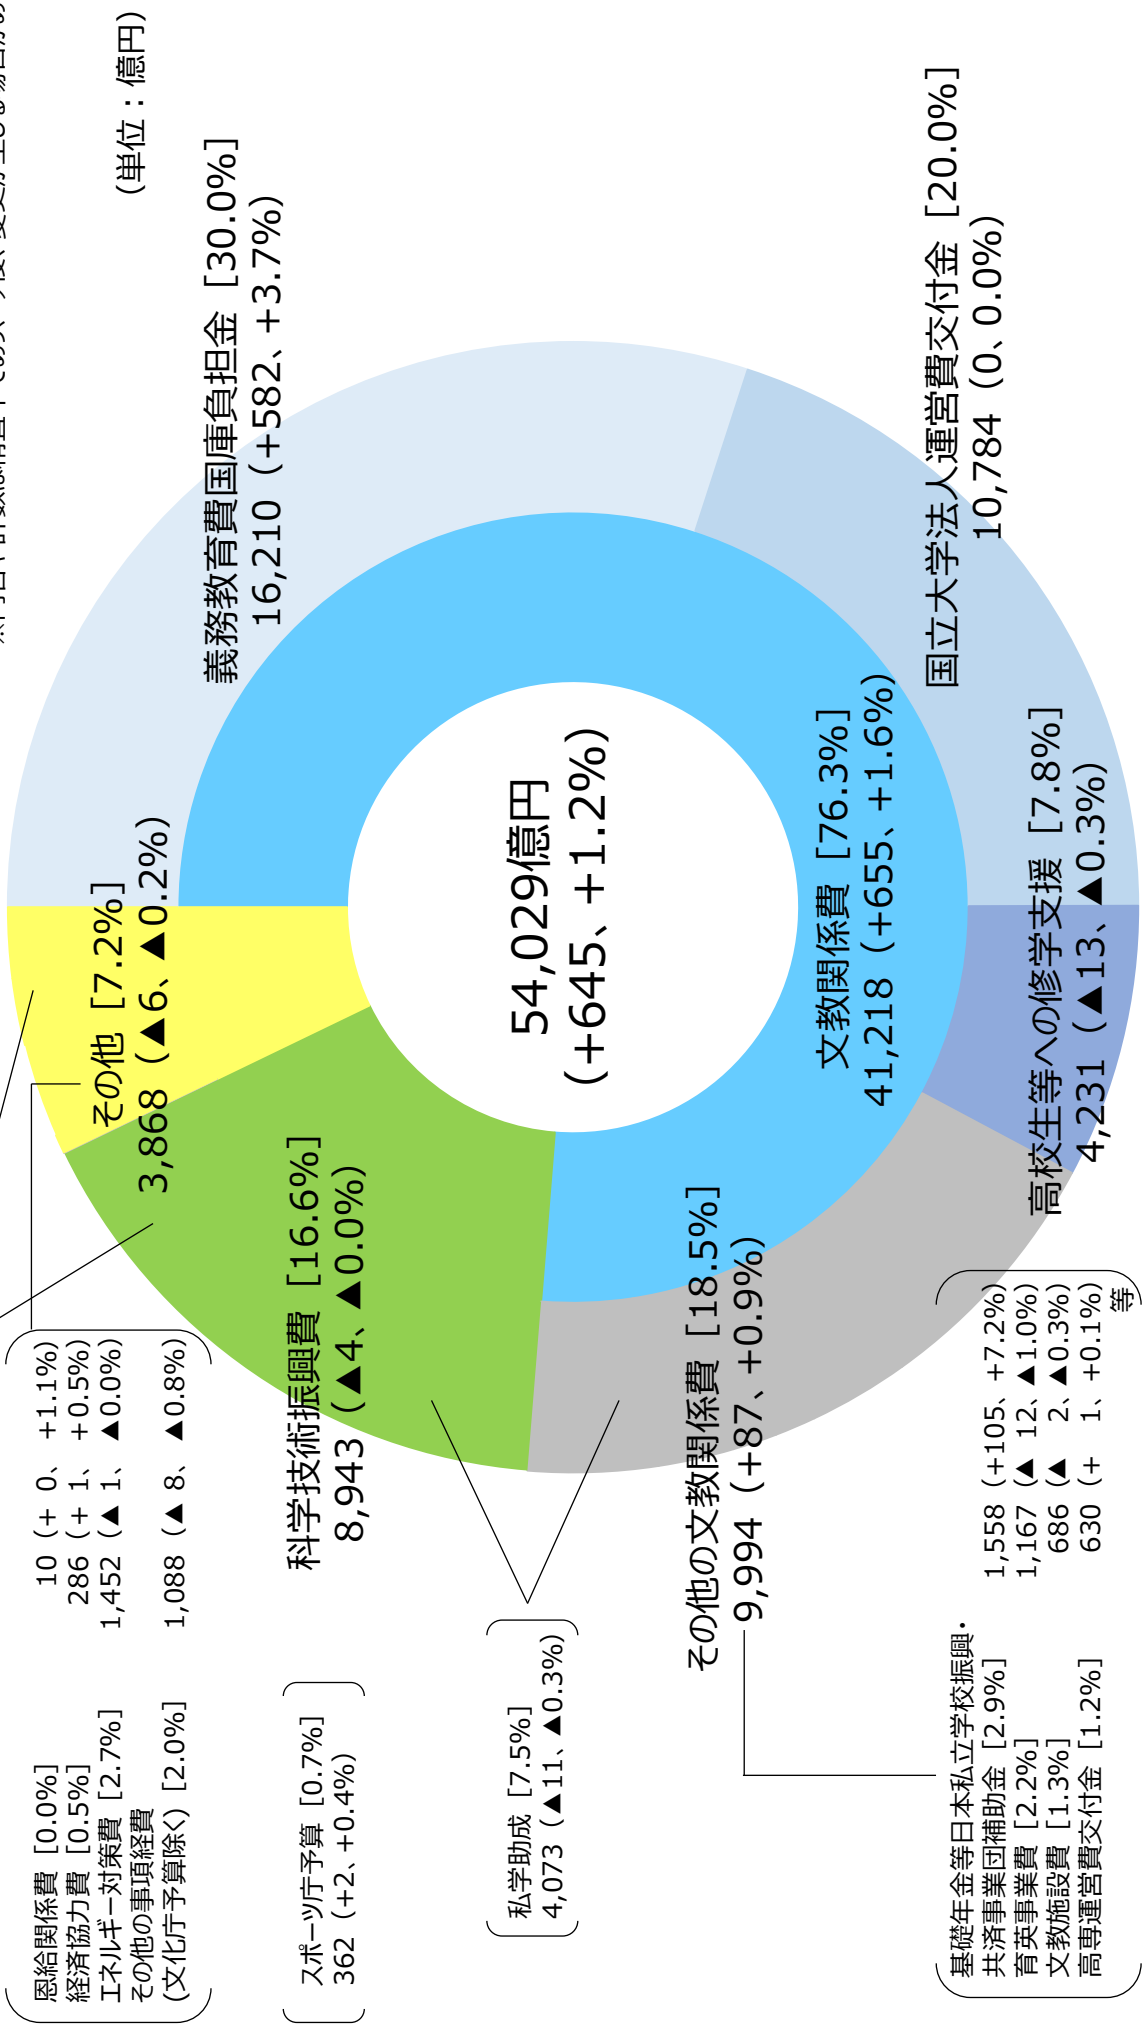 (単位：億円)
義務教育費国庫負担金 [30.0%]
16,210 (+582、+3.7%)
国立大学法人運営費交付金 [20.0%]
10,784 (0、0.0%)
高校生等への修学支援 [7.8%]
4,231 (▲13、▲0.3%)
その他の文教関係費 [18.5%]
9,994 (+87、+0.9%)
文教関係費 [76.3%]
41,218 (+655、+1.6%)
54,029億円
(+645、+1.2%)
その他 [7.2%]
3,868 (▲6、▲0.2%)
科学技術振興費 [16.6%]
8,943 (▲4、▲0.0%)
恩給関係費 [0.0%] 10 (+ 0、 +1.1%)
経済協力費 [0.5%] 286 (+ 1、 +0.5%)
エネルギー対策費 [2.7%] 1,452 (▲ 1、 ▲0.0%)
その他の事項経費
(文化庁予算除く) [2.0%] 1,088 (▲ 8、 ▲0.8%)
スポーツ庁予算 [0.7%]
362 (+2、+0.4%)
私学助成 [7.5%]
4,073 (▲11、▲0.3%)
基礎年金等日本私立学校振興・
共済事業団補助金 [2.9%] 1,558 (+105、+7.2%)
育英事業費 [2.2%] 1,167 (▲ 12、▲1.0%)
文教施設費 [1.3%] 686 (▲ 2、▲0.3%)
高専運営費交付金 [1.2%] 630 (+ 1、+0.1%)
等